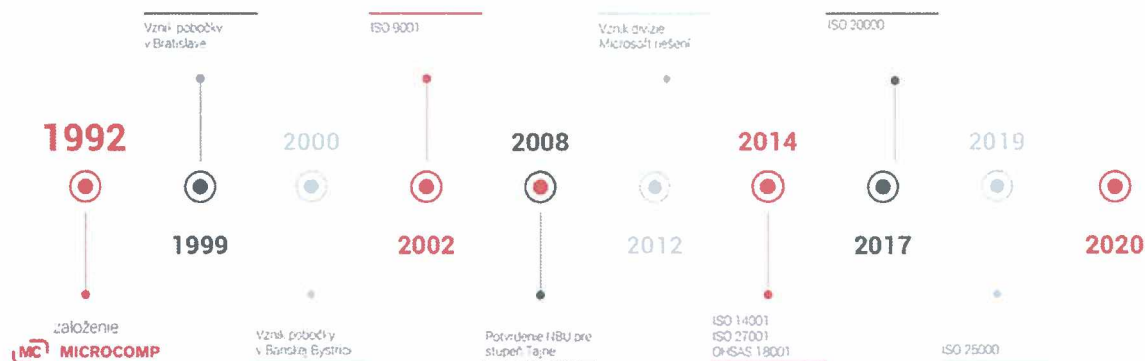 Vznik pobočky
v Bratislave
ISO 9001
Vznik divízie
Microsoft riešení
ISO 20000
1992
2000
2008
2014
2019
1999
2002
2012
2017
2020
založenie
MC MICROCOMP
Vznik pobočky
v Banskej Bystrici
Potvrdenie NBU pre
stupeň Tajne
ISO 14001
ISO 27001
OHSAS 18001
ISO 25000